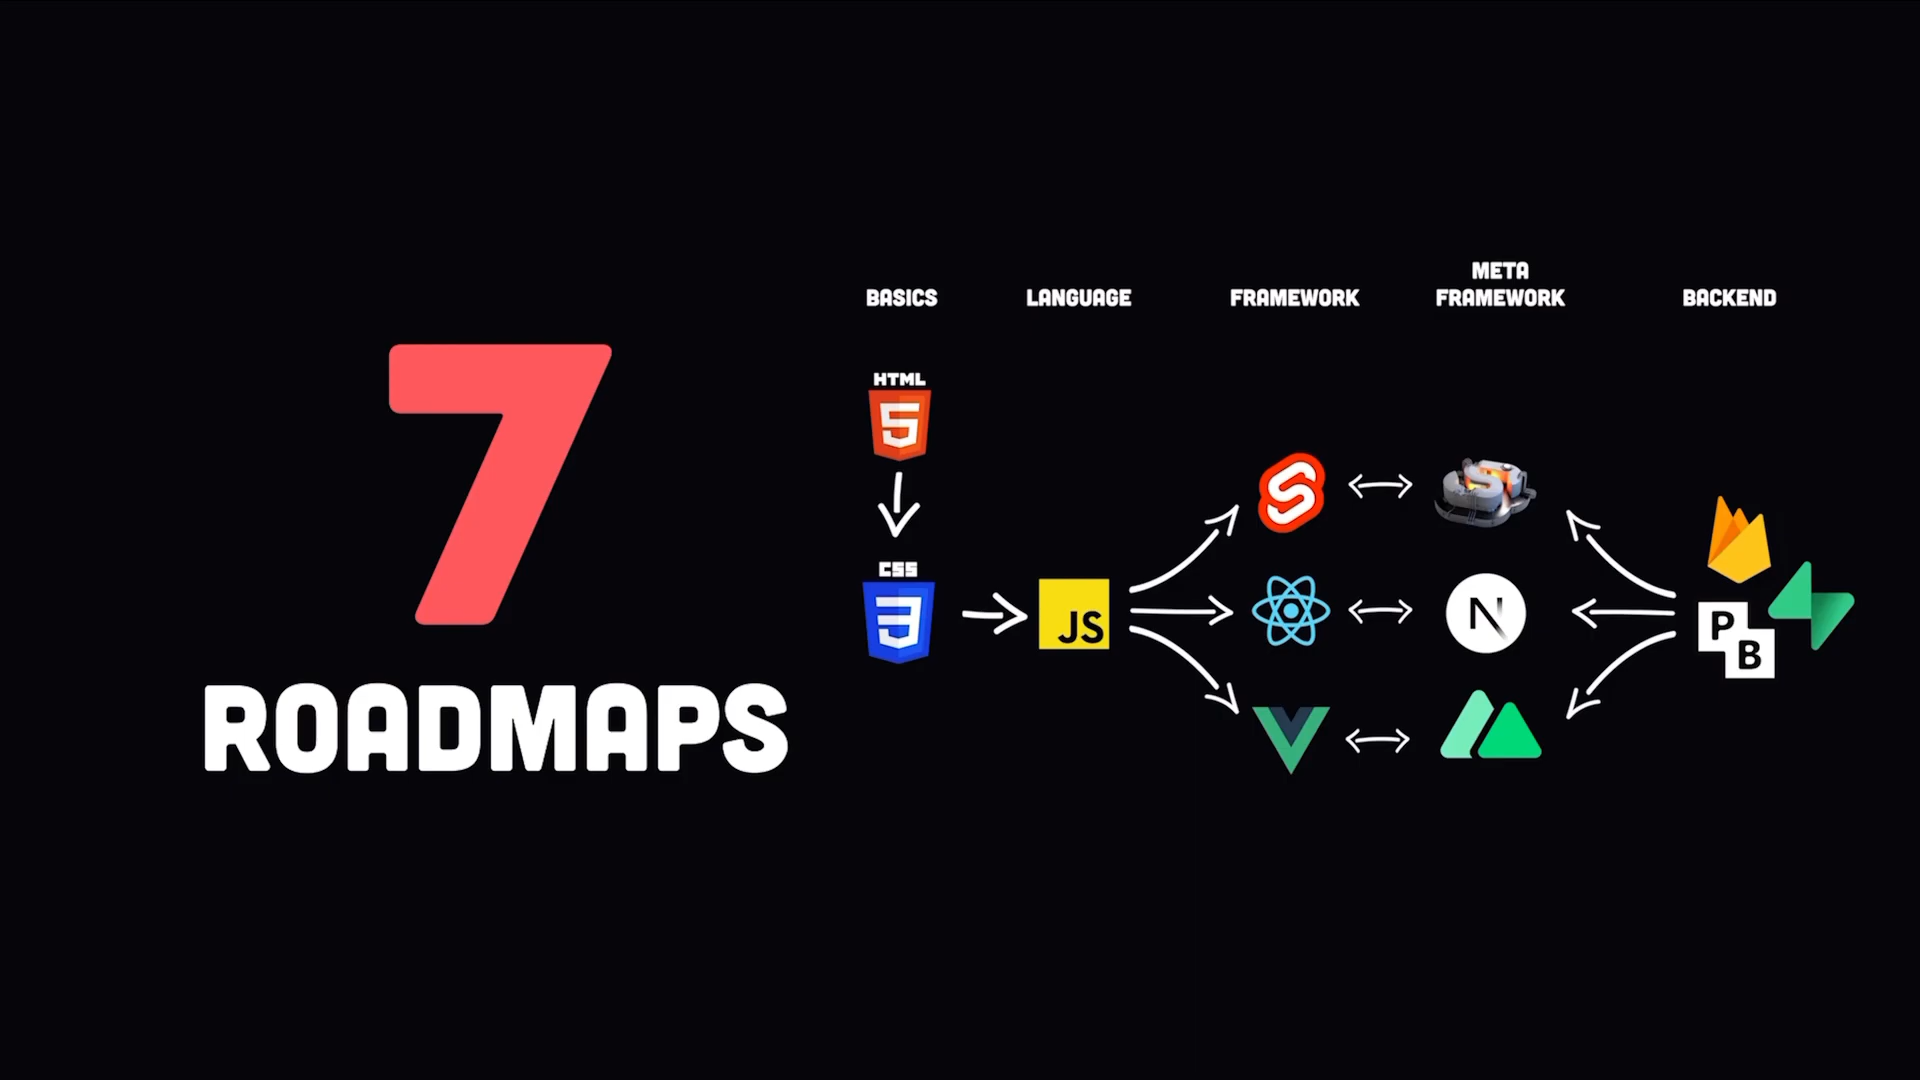 7
ROADMAPS
BASICS
LANGUAGE
FRAMEWORK
META
FRAMEWORK
BACKEND
HTML
5
CSS
3
JS
S
N
P
B